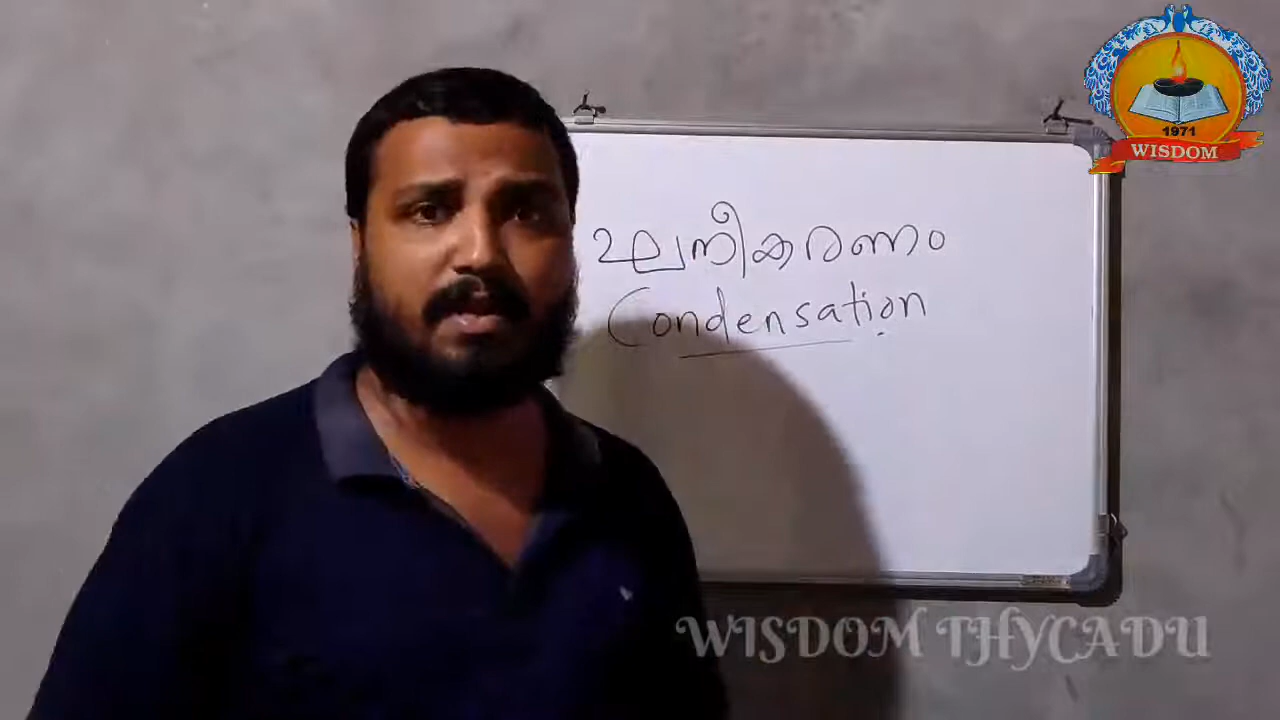 ഘനീകരണം
Condensation
1971
WISDOM
WISDOM THYCADU